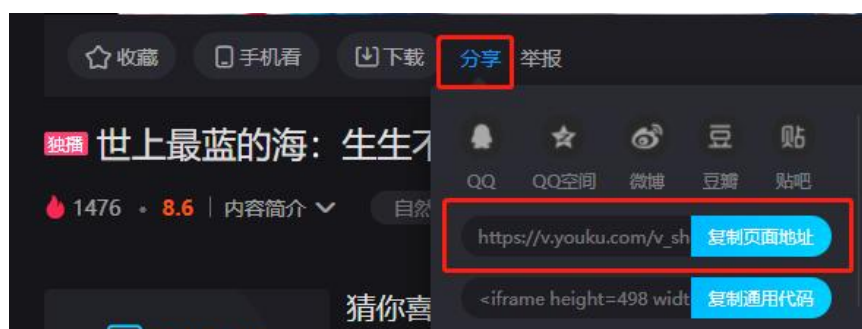 收藏 手机看 下载 分享 举报
独播 世上最蓝的海：生生不
QQ QQ空间 微博 豆瓣 贴吧
1476 • 8.6 | 内容简介 自然
https://v.youku.com/v_sh 复制页面地址
<iframe height=498 widt 复制通用代码
猜你喜